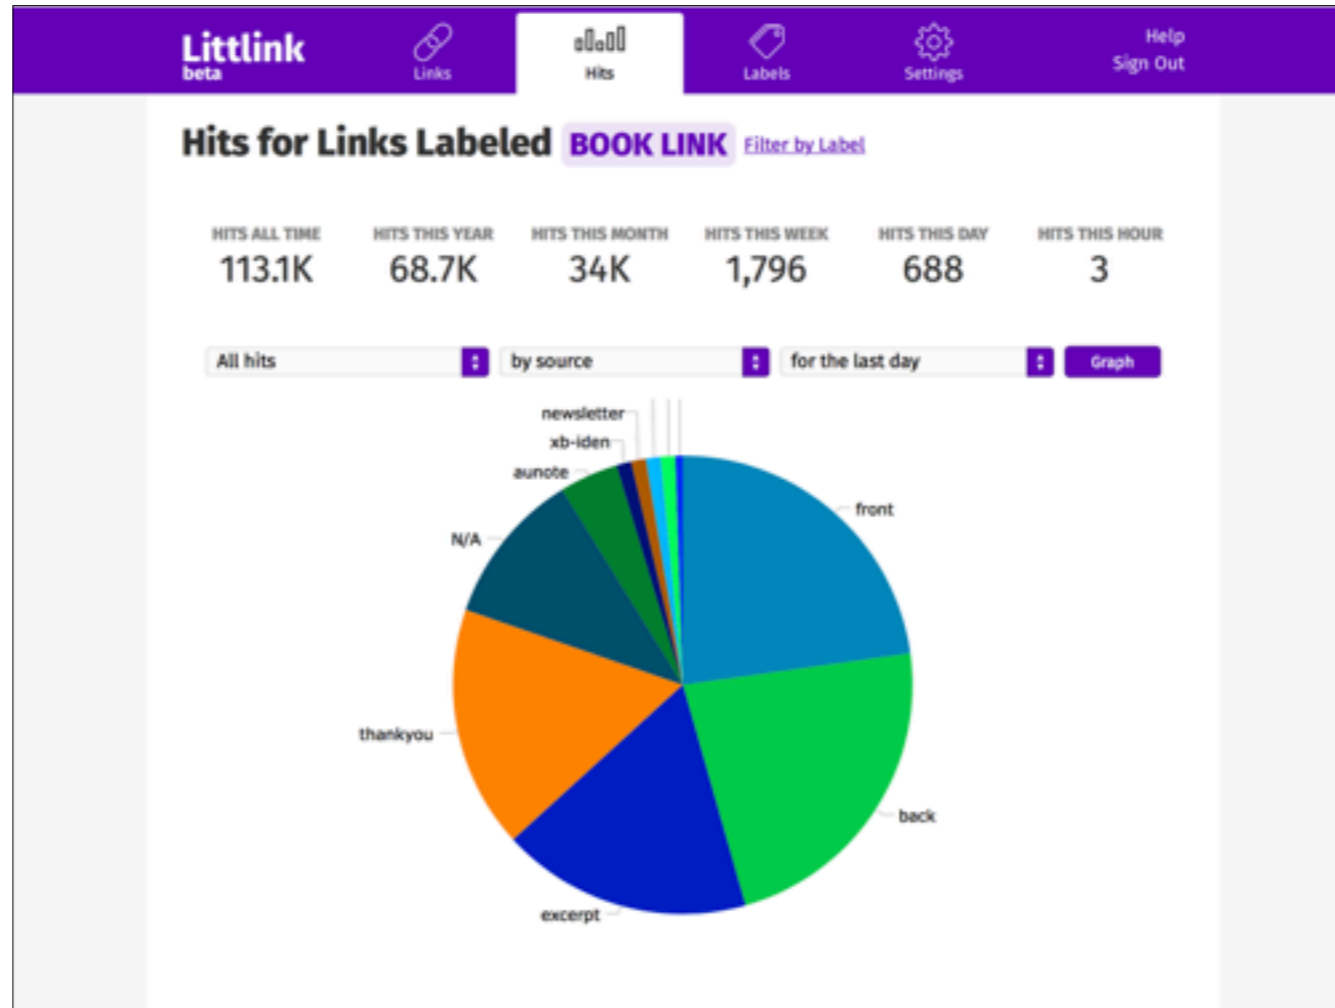 Littlink
beta
Links
Hits
Labels
Settings
Help
Sign Out
Hits for Links Labeled BOOK LINK Filter by Label
HITS ALL TIME HITS THIS YEAR HITS THIS MONTH HITS THIS WEEK HITS THIS DAY HITS THIS HOUR
113.1K 68.7K 34K 1,796 688 3
All hits by source for the last day Graph
newsletter
xb-iden
aunote
front
N/A
thankyou
back
excerpt